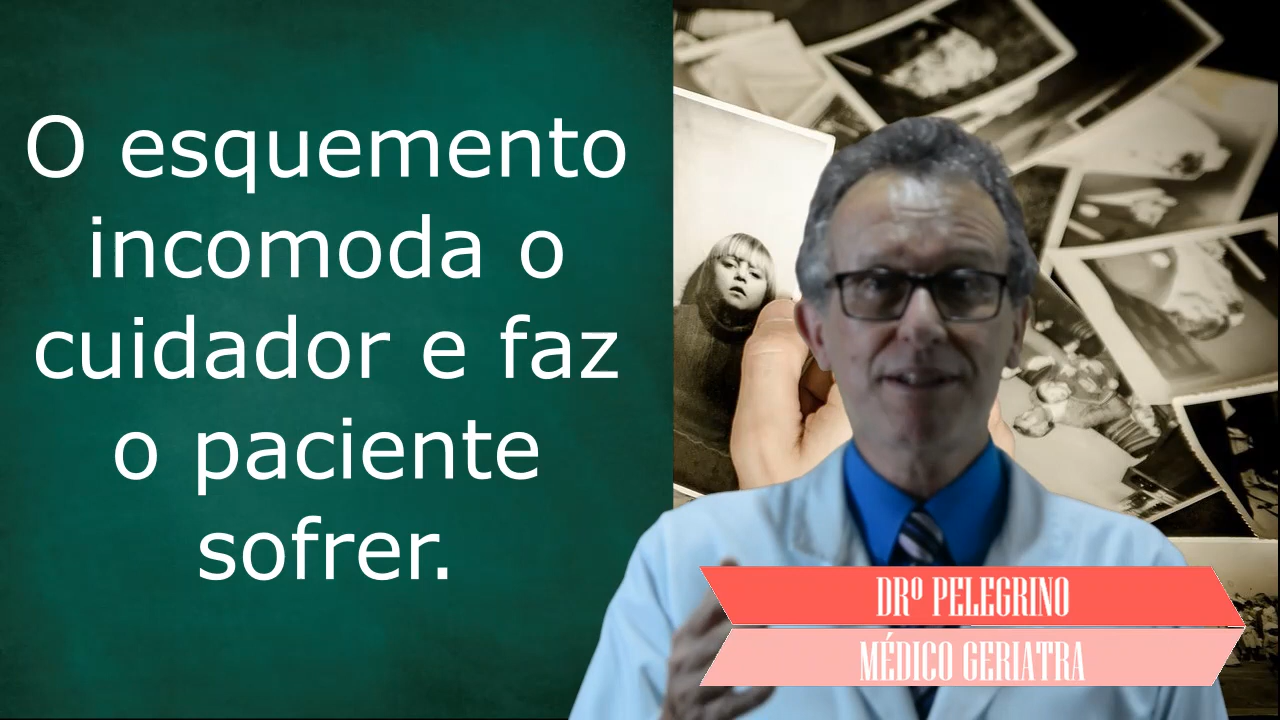 O esquemento
incomoda o
cuidador e faz
o paciente
sofrer.
DRº PELEGRINO
MÉDICO GERIATRA